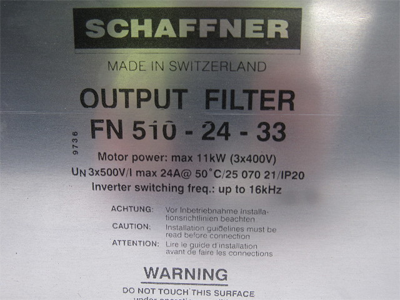 SCHAFFNER
MADE IN SWITZERLAND
OUTPUT FILTER
FN 510 - 24 - 33
9736
Motor power: max 11kW (3x400V)
UN 3x500V/I max 24A@ 50°C/25 070 21/IP20
Inverter switching freq.: up to 16kHz
ACHTUNG: Vor Inbetriebnahme Installa-
tionsrichtlinien beachten
CAUTION: Installation guidelines must be
read before connection
ATTENTION: Lire le guide d'installation
avant de faire les connections
WARNING
DO NOT TOUCH THIS SURFACE